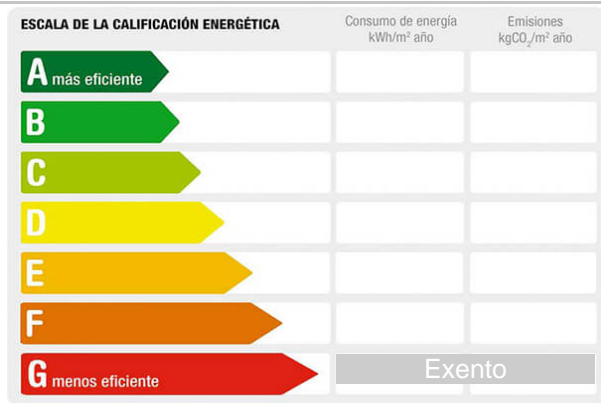 ESCALA DE LA CALIFICACIÓN ENERGÉTICA
Consumo de energía
kWh/m² año
Emisiones
kgCO₂/m² año
A más eficiente
B
C
D
E
F
G menos eficiente
Exento